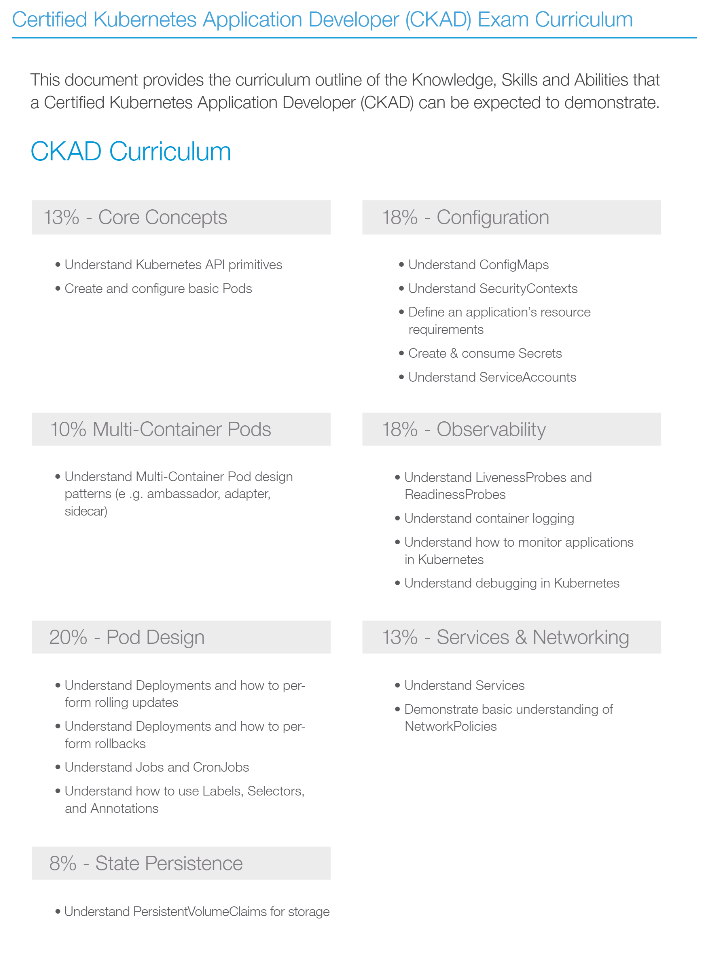 Certified Kubernetes Application Developer (CKAD) Exam Curriculum
This document provides the curriculum outline of the Knowledge, Skills and Abilities that
a Certified Kubernetes Application Developer (CKAD) can be expected to demonstrate.
CKAD Curriculum
13% - Core Concepts
• Understand Kubernetes API primitives
• Create and configure basic Pods
18% - Configuration
• Understand ConfigMaps
• Understand SecurityContexts
• Define an application's resource
requirements
• Create & consume Secrets
• Understand ServiceAccounts
10% Multi-Container Pods
• Understand Multi-Container Pod design
patterns (e .g. ambassador, adapter,
sidecar)
18% - Observability
• Understand LivenessProbes and
ReadinessProbes
• Understand container logging
• Understand how to monitor applications
in Kubernetes
• Understand debugging in Kubernetes
20% - Pod Design
• Understand Deployments and how to per-
form rolling updates
• Understand Deployments and how to per-
form rollbacks
• Understand Jobs and CronJobs
• Understand how to use Labels, Selectors,
and Annotations
13% - Services & Networking
• Understand Services
• Demonstrate basic understanding of
NetworkPolicies
8% - State Persistence
• Understand PersistentVolumeClaims for storage